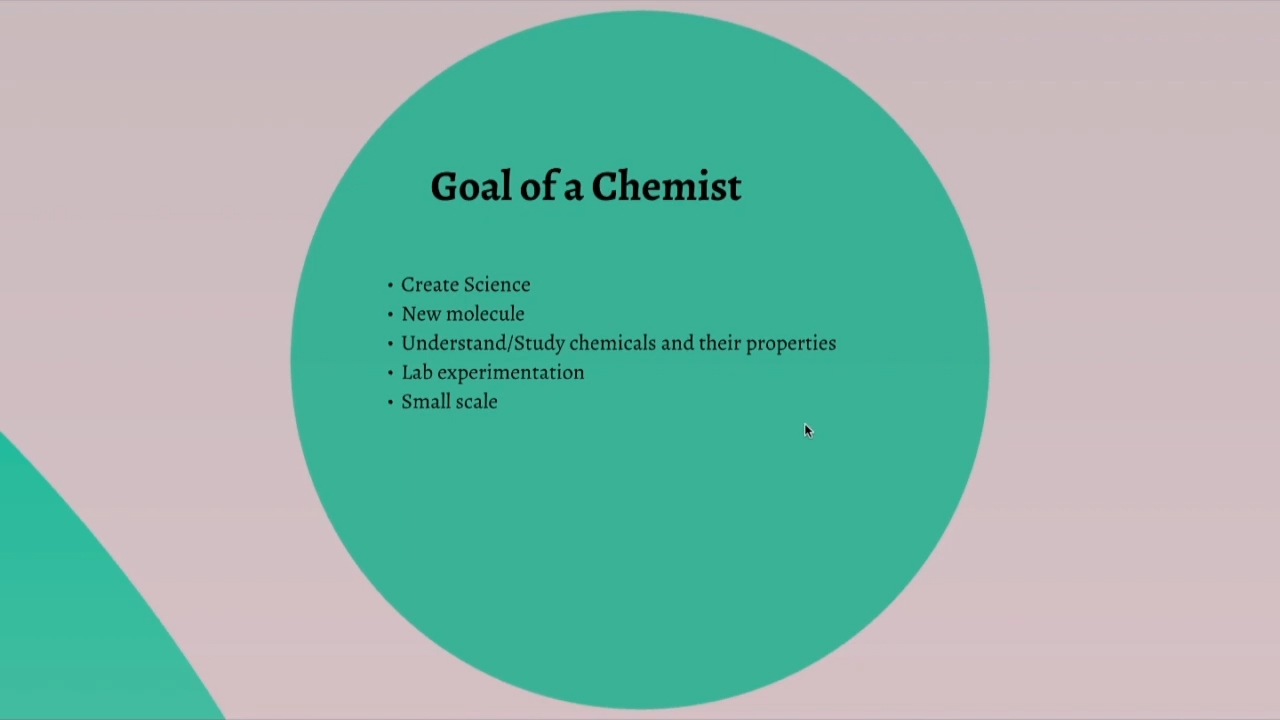 Goal of a Chemist
• Create Science
• New molecule
• Understand/Study chemicals and their properties
• Lab experimentation
• Small scale